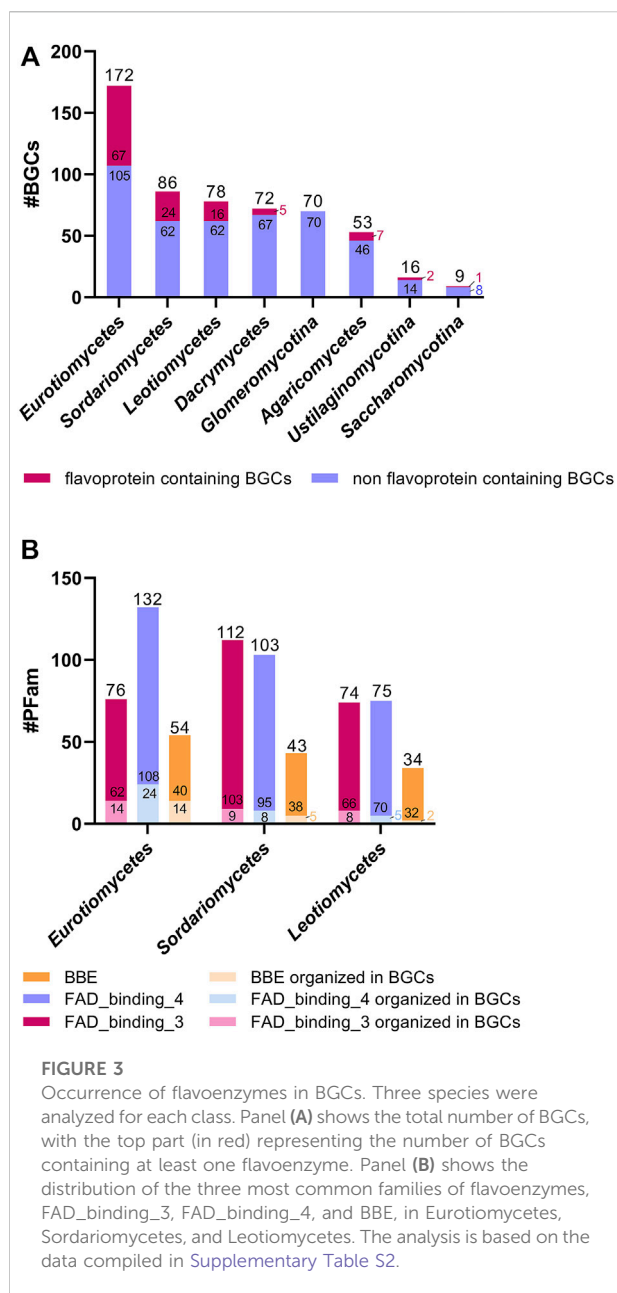 A
200
150
100
50
0
#BGCs
172
67
105
86
24
62
78
16
62
72
5
67
70
70
53
7
46
16
2
14
9
1
8
Eurotiomycetes
Sordariomycetes
Leotiomycetes
Dacrymycetes
Glomeromycotina
Agaricomycetes
Ustilaginomycotina
Saccharomycotina
flavoprotein containing BGCs
non flavoprotein containing BGCs
B
150
100
50
0
#PFam
76
62
14
132
108
24
54
40
14
112
103
9
103
95
8
43
38
5
74
66
8
75
70
5
34
32
2
Eurotiomycetes
Sordariomycetes
Leotiomycetes
BBE
BBE organized in BGCs
FAD_binding_4
FAD_binding_4 organized in BGCs
FAD_binding_3
FAD_binding_3 organized in BGCs
FIGURE 3
Occurrence of flavoenzymes in BGCs. Three species were
analyzed for each class. Panel (A) shows the total number of BGCs,
with the top part (in red) representing the number of BGCs
containing at least one flavoenzyme. Panel (B) shows the
distribution of the three most common families of flavoenzymes,
FAD_binding_3, FAD_binding_4, and BBE, in Eurotiomycetes,
Sordariomycetes, and Leotiomycetes. The analysis is based on the
data compiled in Supplementary Table S2.